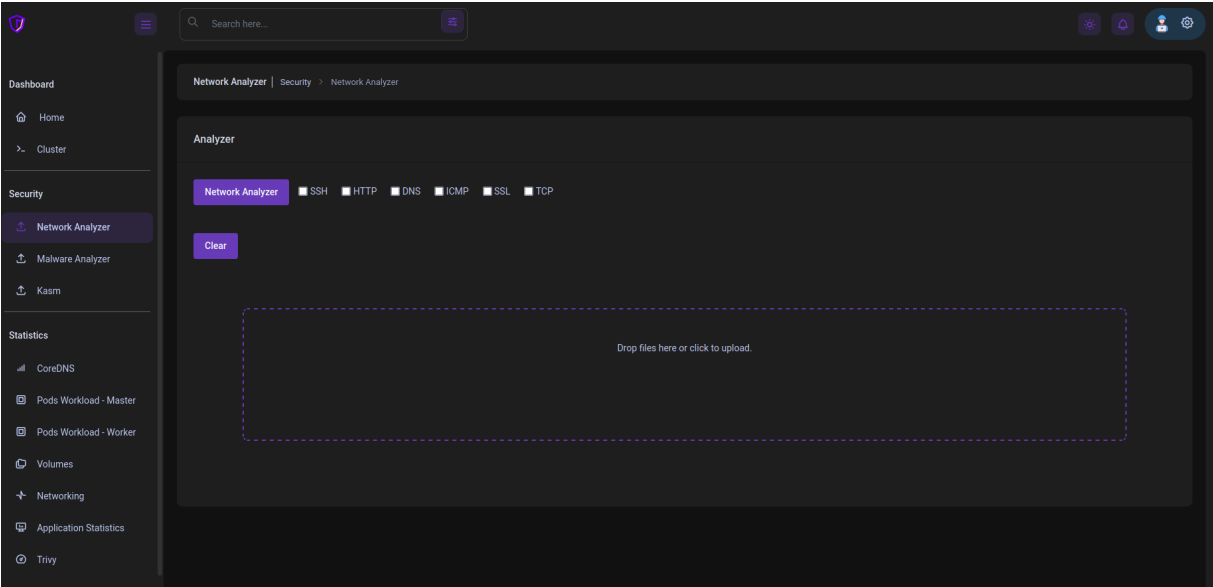 Search here...
Dashboard
Home
Cluster
Security
Network Analyzer
Malware Analyzer
Kasm
Statistics
CoreDNS
Pods Workload - Master
Pods Workload - Worker
Volumes
Networking
Application Statistics
Trivy
Network Analyzer | Security > Network Analyzer
Analyzer
Network Analyzer SSH HTTP DNS ICMP SSL TCP
Clear
Drop files here or click to upload.